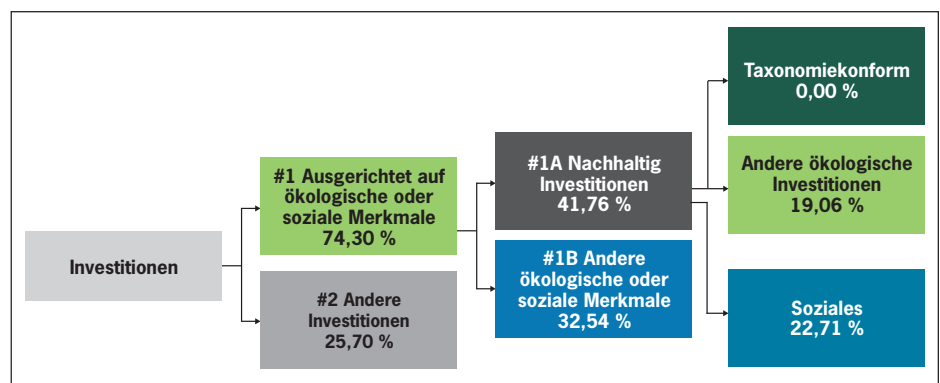 Investitionen
#1 Ausgerichtet auf
ökologische oder
soziale Merkmale
74,30 %
#2 Andere
Investitionen
25,70 %
#1A Nachhaltig
Investitionen
41,76 %
#1B Andere
ökologische oder
soziale Merkmale
32,54 %
Taxonomiekonform
0,00 %
Andere ökologische
Investitionen
19,06 %
Soziales
22,71 %